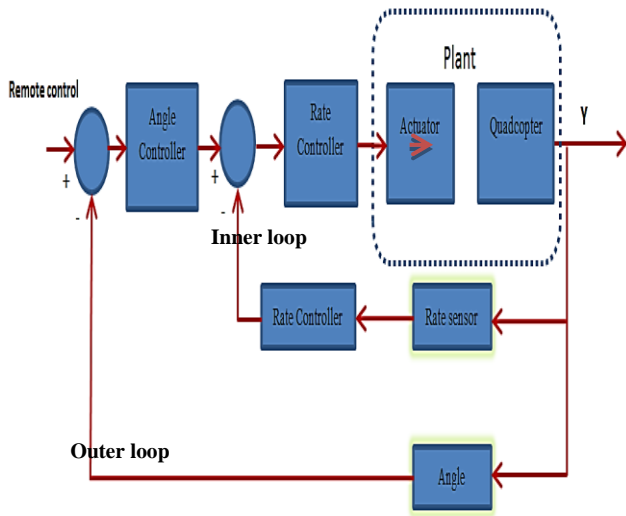 Plant
Remote control
Angle
Controller
Rate
Controller
Actuator
Quadcopter
Y
+
-
+
-
Inner loop
Rate Controller
Rate sensor
Outer loop
Angle